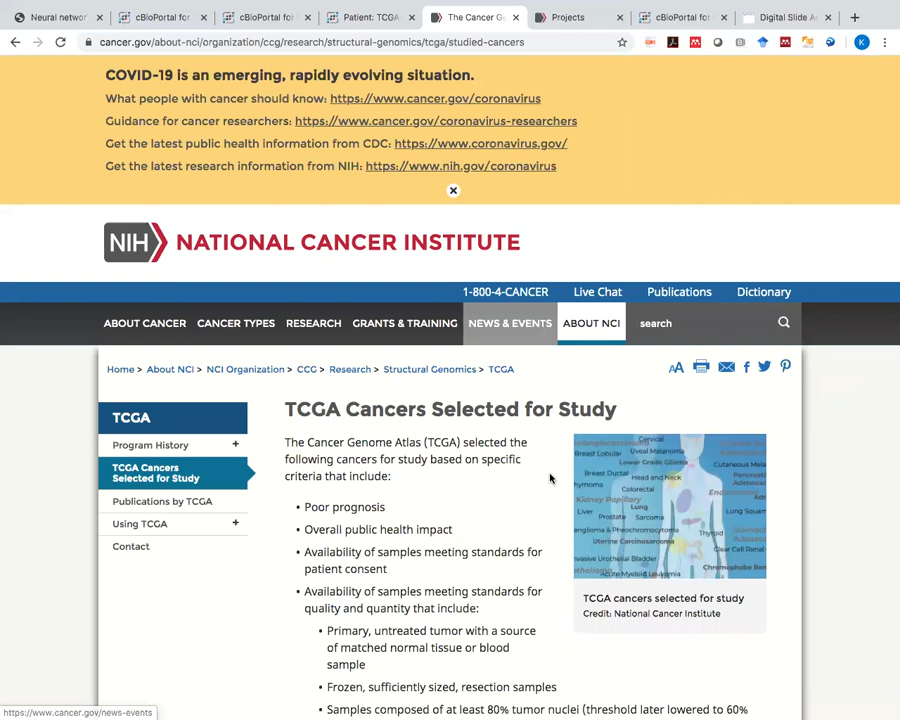 Neural network
cBioPortal for
cBioPortal for
Patient: TCGA
The Cancer Ge
Projects
cBioPortal for
Digital Slide A
cancer.gov/about-nci/organization/ccg/research/structural-genomics/tcga/studied-cancers
K
COVID-19 is an emerging, rapidly evolving situation.
What people with cancer should know: https://www.cancer.gov/coronavirus
Guidance for cancer researchers: https://www.cancer.gov/coronavirus-researchers
Get the latest public health information from CDC: https://www.coronavirus.gov/
Get the latest research information from NIH: https://www.nih.gov/coronavirus
NIH NATIONAL CANCER INSTITUTE
1-800-4-CANCER Live Chat Publications Dictionary
ABOUT CANCER CANCER TYPES RESEARCH GRANTS & TRAINING NEWS & EVENTS ABOUT NCI search
Home > About NCI > NCI Organization > CCG > Research > Structural Genomics > TCGA
AA
TCGA
Program History +
TCGA Cancers
Selected for Study
Publications by TCGA
Using TCGA +
Contact
TCGA Cancers Selected for Study
The Cancer Genome Atlas (TCGA) selected the
following cancers for study based on specific
criteria that include:
• Poor prognosis
• Overall public health impact
• Availability of samples meeting standards for
patient consent
• Availability of samples meeting standards for
quality and quantity that include:
• Primary, untreated tumor with a source
of matched normal tissue or blood
sample
• Frozen, sufficiently sized, resection samples
• Samples composed of at least 80% tumor nuclei (threshold later lowered to 60%
Cervical
Breast Lobular Uveal Melanoma
Lower Grade Glioma Cutaneous Mela
Breast Ductal Head and Neck
hymoma
Colorectal
Kidney Papillary Lung
Lung Squam
Liver Prostate Sarcoma
Thyroid
Uterine Carcinoma
Clear Cell Renal
Acute Myeloid Leukemia
TCGA cancers selected for study
Credit: National Cancer Institute
https://www.cancer.gov/news-events